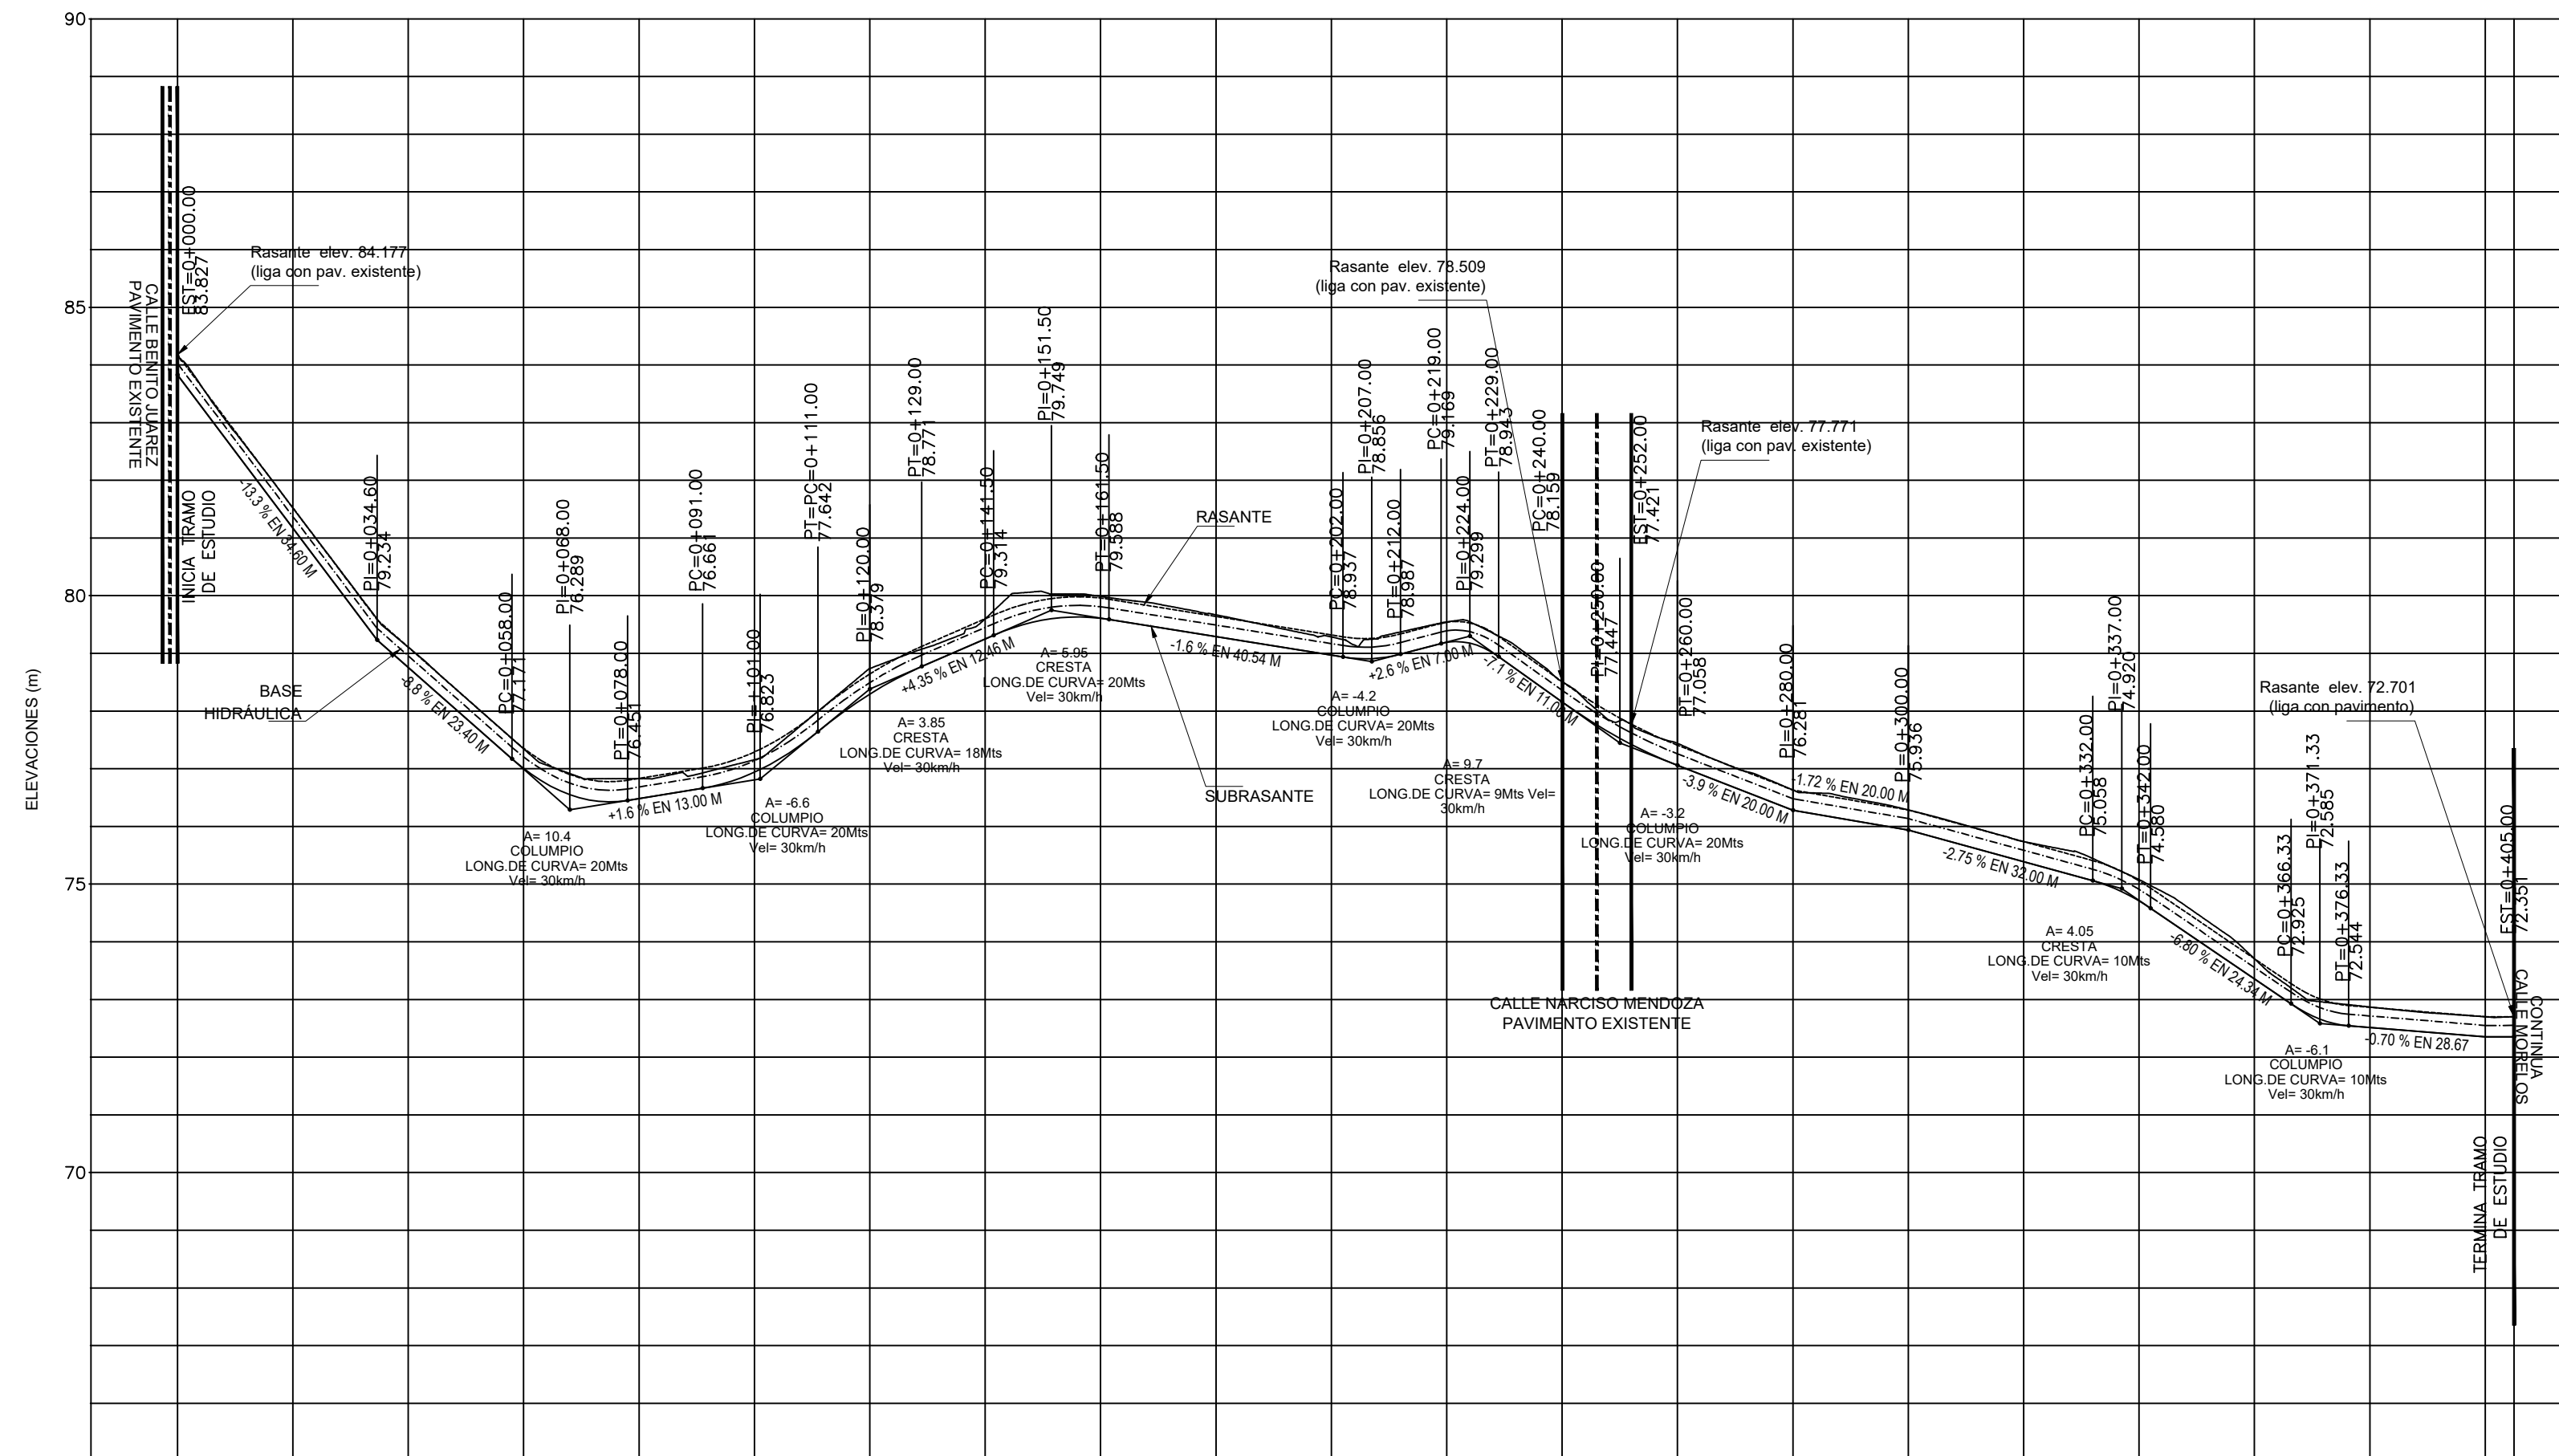 90
85
80
75
70
ELEVACIONES (m)
CALLE BENITO JUAREZ
PAVIMENTO EXISTENTE
EST=0+000.00
83.827
INICIA TRAMO
DE ESTUDIO
Rasante elev. 84.177
(liga con pav. existente)
-13.3 % EN 34.60 M
PI=0+034.60
79.234
BASE
HIDRÁULICA
-8.8 % EN 23.40 M
PC=0+058.00
77.171
PI=0+068.00
76.289
PT=0+078.00
76.451
A= 10.4
COLUMPIO
LONG.DE CURVA= 20Mts
Vel= 30km/h
+1.6 % EN 13.00 M
PC=0+091.00
76.661
PI=+101.00
76.823
A= -6.6
COLUMPIO
LONG.DE CURVA= 20Mts
Vel= 30km/h
PT=PC=0+111.00
77.642
PI=0+120.00
78.379
PT=0+129.00
78.771
A= 3.85
CRESTA
LONG.DE CURVA= 18Mts
Vel= 30km/h
+4.35 % EN 12.46 M
PC=0+141.50
79.314
PI=0+151.50
79.749
PT=0+161.50
79.588
A= 5.95
CRESTA
LONG.DE CURVA= 20Mts
Vel= 30km/h
RASANTE
SUBRASANTE
-1.6 % EN 40.54 M
PC=0+202.00
78.937
PI=0+207.00
78.856
PT=0+212.00
78.987
A= -4.2
COLUMPIO
LONG.DE CURVA= 20Mts
Vel= 30km/h
+2.6 % EN 7.00 M
PC=0+219.00
79.169
PI=0+224.00
79.299
PT=0+229.00
78.943
A= 9.7
CRESTA
LONG.DE CURVA= 9Mts Vel=
30km/h
-7.1 % EN 11.00 M
Rasante elev. 78.509
(liga con pav. existente)
PC=0+240.00
78.159
PI=0+250.00
77.447
EST=0+252.00
77.421
Rasante elev. 77.771
(liga con pav. existente)
CALLE NARCISO MENDOZA
PAVIMENTO EXISTENTE
PT=0+260.00
77.058
A= -3.2
COLUMPIO
LONG.DE CURVA= 20Mts
Vel= 30km/h
-3.9 % EN 20.00 M
PI=0+280.00
76.281
-1.72 % EN 20.00 M
PI=0+300.00
75.936
-2.75 % EN 32.00 M
PC=0+332.00
75.058
PI=0+337.00
74.920
PT=0+342.00
74.580
A= 4.05
CRESTA
LONG.DE CURVA= 10Mts
Vel= 30km/h
-6.80 % EN 24.34 M
PC=0+366.33
72.925
PI=0+371.33
72.585
PT=0+376.33
72.544
A= -6.1
COLUMPIO
LONG.DE CURVA= 10Mts
Vel= 30km/h
-0.70 % EN 28.67
Rasante elev. 72.701
(liga con pavimento)
EST=0+405.00
72.351
CONTINUA
CALLE MORELOS
TERMINA TRAMO
DE ESTUDIO